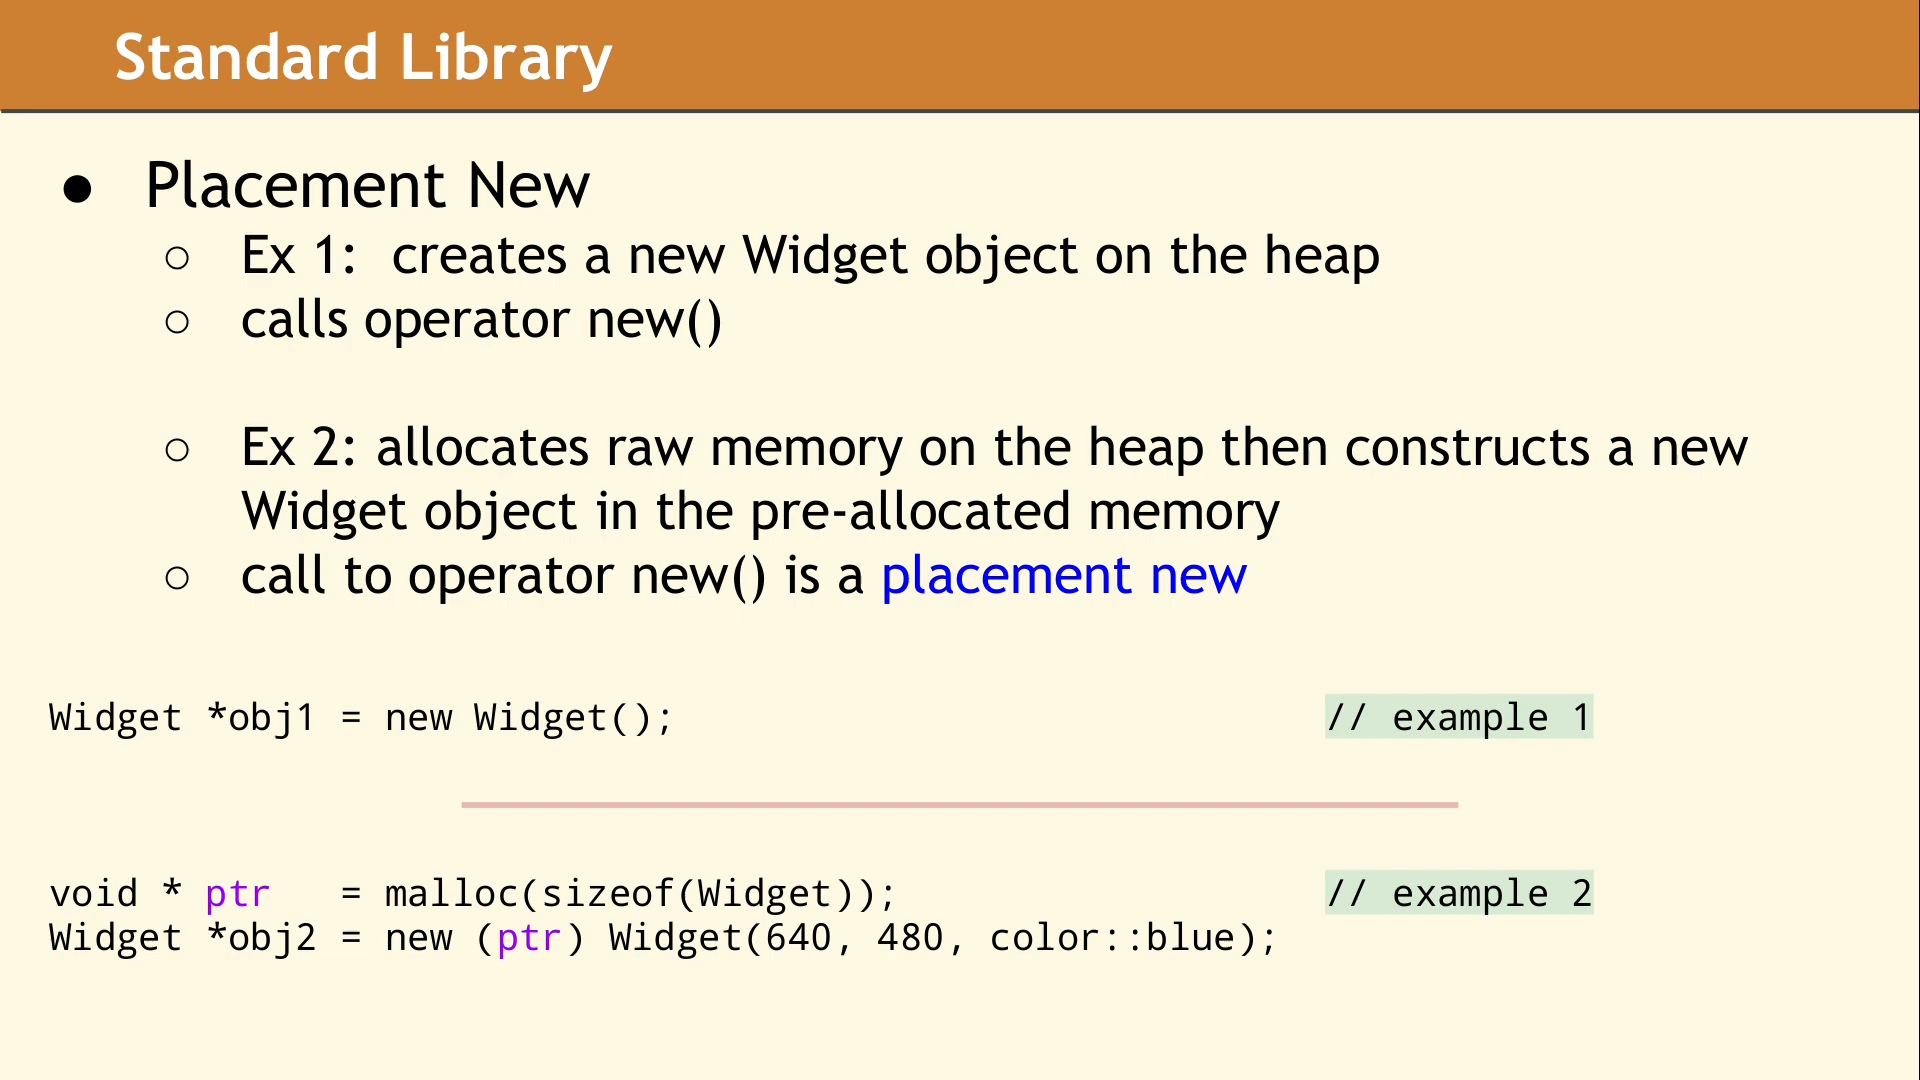 Standard Library
● Placement New
○ Ex 1:  creates a new Widget object on the heap
○ calls operator new()
○ Ex 2: allocates raw memory on the heap then constructs a new
Widget object in the pre-allocated memory
○ call to operator new() is a placement new
Widget *obj1 = new Widget(); // example 1
void * ptr   = malloc(sizeof(Widget)); // example 2
Widget *obj2 = new (ptr) Widget(640, 480, color::blue);